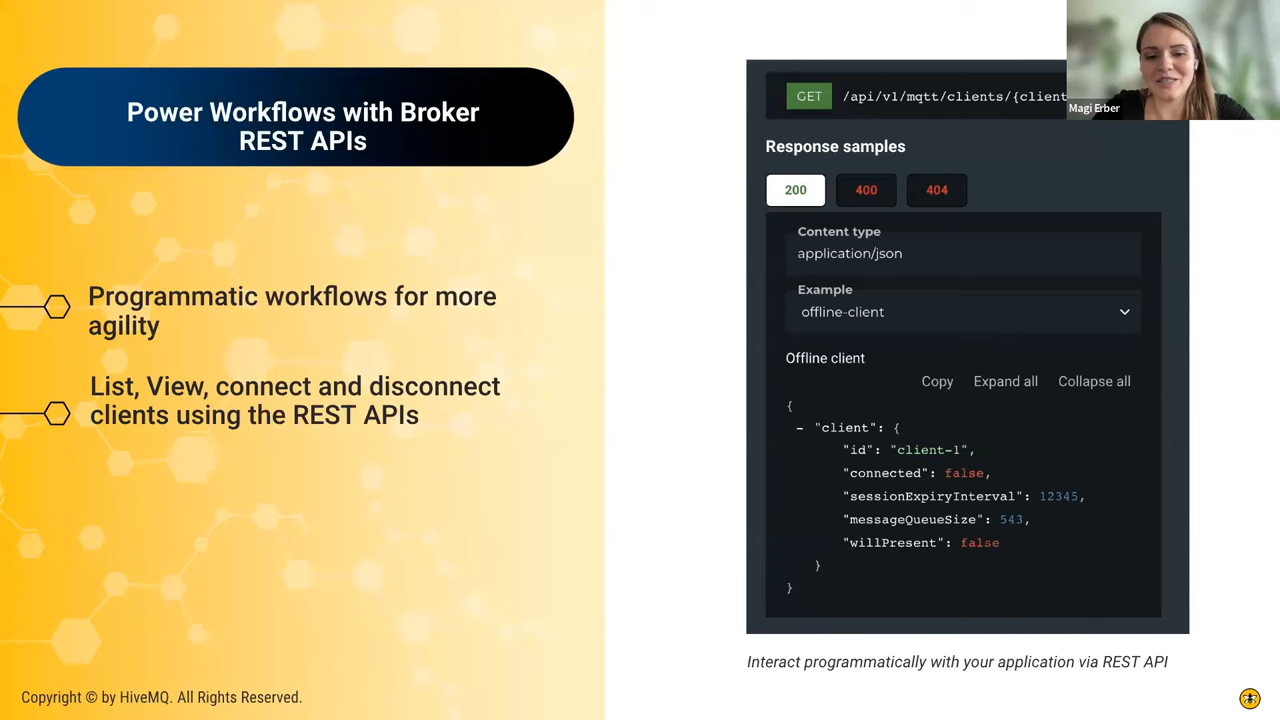 Power Workflows with Broker
REST APIs
Programmatic workflows for more
agility
List, View, connect and disconnect
clients using the REST APIs
Copyright © by HiveMQ. All Rights Reserved.
GET /api/v1/mqtt/clients/{client
Magi Erber
Response samples
200 400 404
Content type
application/json
Example
offline-client
Offline client
Copy Expand all Collapse all
{
– "client": {
"id": "client-1",
"connected": false,
"sessionExpiryInterval": 12345,
"messageQueueSize": 543,
"willPresent": false
}
}
Interact programmatically with your application via REST API